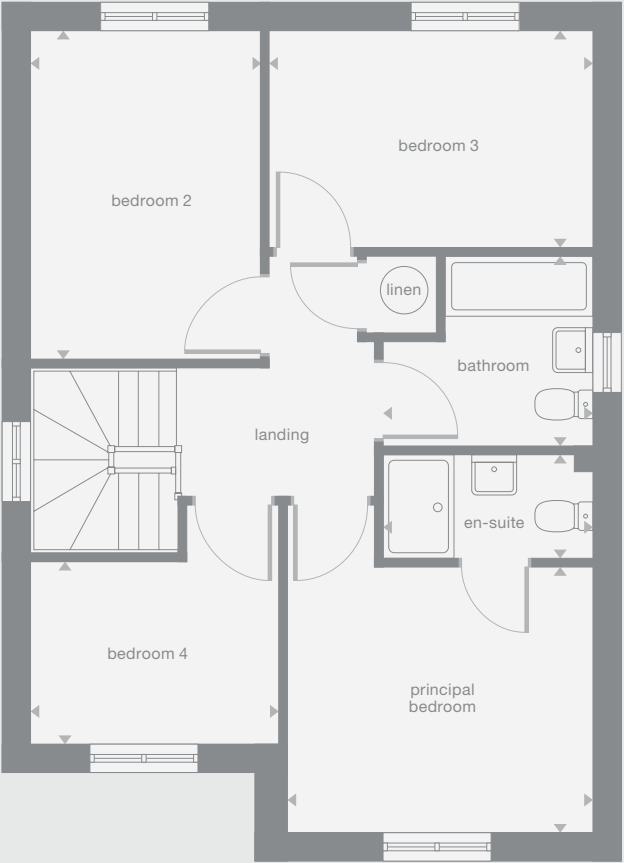 bedroom 3
bedroom 2
linen
bathroom
landing
en-suite
bedroom 4
principal
bedroom